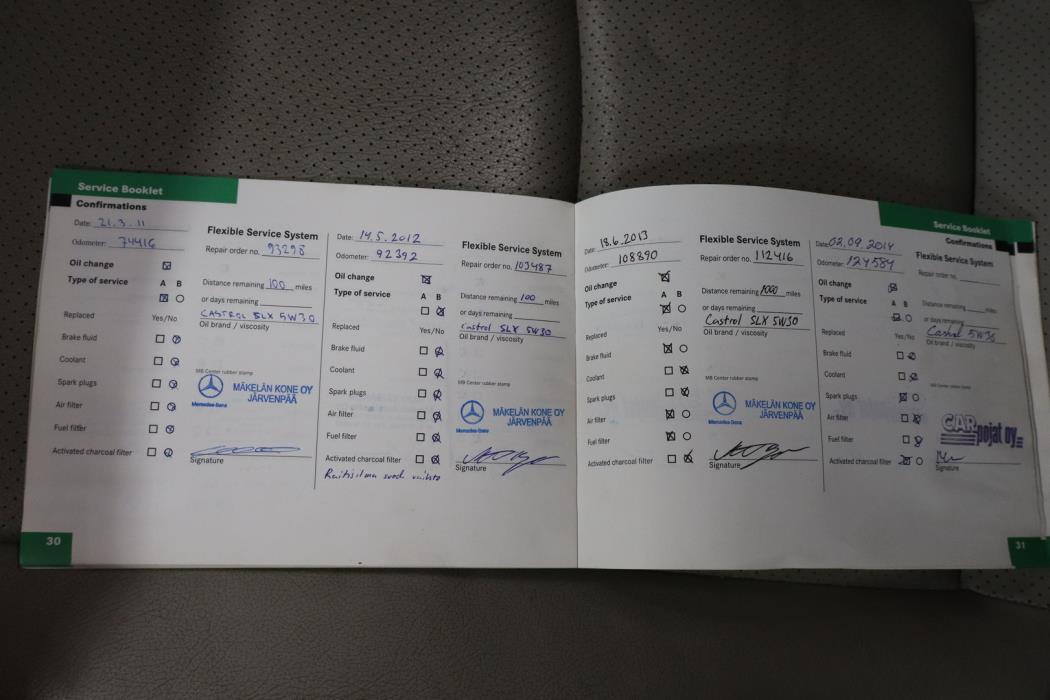 Service Booklet
Confirmations
Date: 21.3.11
Odometer: 74416
Oil change
Type of service A B
Replaced Yes/No
Brake fluid
Coolant
Spark plugs
Air filter
Fuel filter
Activated charcoal filter
Flexible Service System
Repair order no. 93298
Distance remaining 100 miles
or days remaining
CASTROL SLX 5W30
Oil brand / viscosity
MB Center rubber stamp
MÄKELÄN KONE OY
JÄRVENPÄÄ
Mercedes-Benz
Signature
30
Date: 14.5.2012
Odometer: 92392
Oil change
Type of service A B
Replaced Yes/No
Brake fluid
Coolant
Spark plugs
Air filter
Fuel filter
Activated charcoal filter
Raitisilma suod vaihto
Flexible Service System
Repair order no. 103487
Distance remaining 100 miles
or days remaining
Castrol SLX 5W30
Oil brand / viscosity
MB Center rubber stamp
MÄKELÄN KONE OY
JÄRVENPÄÄ
Mercedes-Benz
Signature
Date: 18.6.2013
Odometer: 108890
Oil change
Type of service A B
Replaced Yes/No
Brake fluid
Coolant
Spark plugs
Air filter
Fuel filter
Activated charcoal filter
Flexible Service System
Repair order no. 112416
Distance remaining 1000 miles
or days remaining
Castrol SLX 5W30
Oil brand / viscosity
MB Center rubber stamp
MÄKELÄN KONE OY
JÄRVENPÄÄ
Mercedes-Benz
Signature
Service Booklet
Confirmations
Date: 02.09.2014
Odometer: 124584
Oil change
Type of service A B
Replaced Yes/No
Brake fluid
Coolant
Spark plugs
Air filter
Fuel filter
Activated charcoal filter
Flexible Service System
Repair order no.
Distance remaining miles
or days remaining
Castrol 5W30
Oil brand / viscosity
MB Center rubber stamp
CARpojat oy
Signature
31